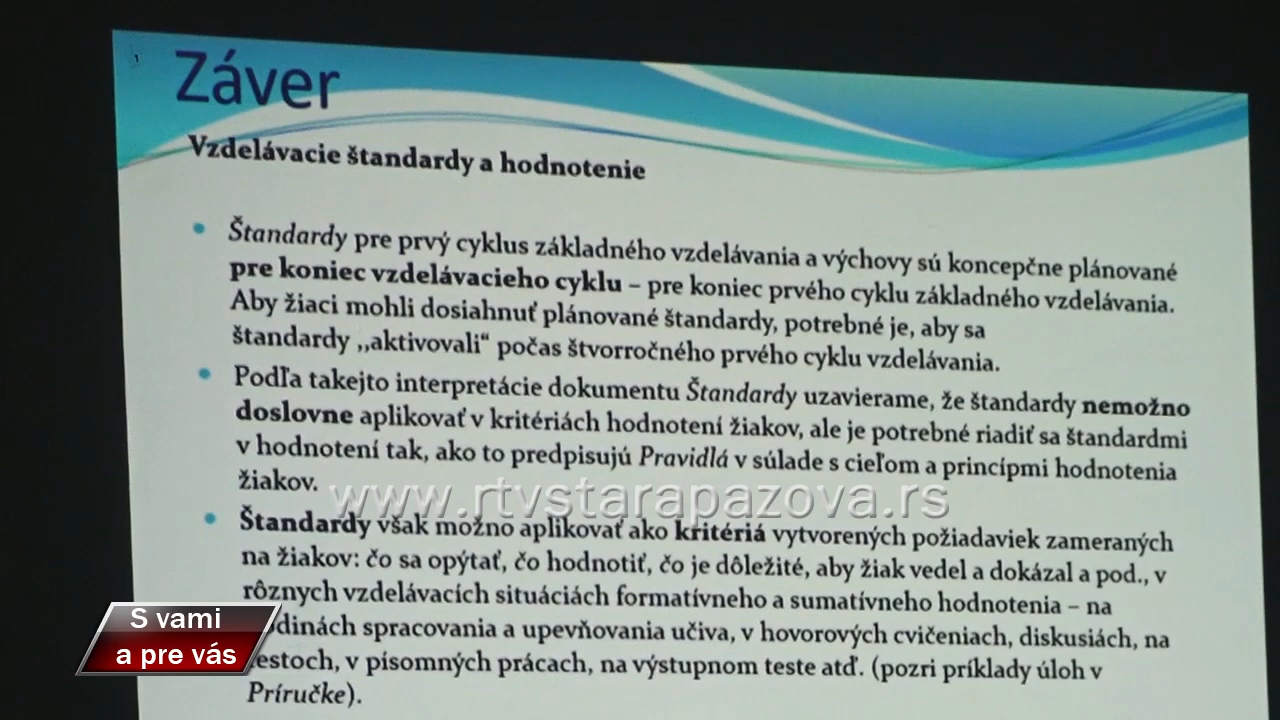 1
Záver
Vzdelávacie štandardy a hodnotenie
• Štandardy pre prvý cyklus základného vzdelávania a výchovy sú koncepčne plánované
pre koniec vzdelávacieho cyklu – pre koniec prvého cyklu základného vzdelávania.
Aby žiaci mohli dosiahnuť plánované štandardy, potrebné je, aby sa
štandardy ,,aktivovali“ počas štvorročného prvého cyklu vzdelávania.
• Podľa takejto interpretácie dokumentu Štandardy uzavierame, že štandardy nemožno
doslovne aplikovať v kritériách hodnotení žiakov, ale je potrebné riadiť sa štandardmi
v hodnotení tak, ako to predpisujú Pravidlá v súlade s cieľom a princípmi hodnotenia
žiakov.
www.rtvstarapazova.rs
• Štandardy však možno aplikovať ako kritériá vytvorených požiadaviek zameraných
na žiakov: čo sa opýtať, čo hodnotiť, čo je dôležité, aby žiak vedel a dokázal a pod., v
rôznych vzdelávacích situáciách formatívneho a sumatívneho hodnotenia – na
odinách spracovania a upevňovania učiva, v hovorových cvičeniach, diskusiách, na
estoch, v písomných prácach, na výstupnom teste atď. (pozri príklady úloh v
Príručke).
S vami
a pre vás